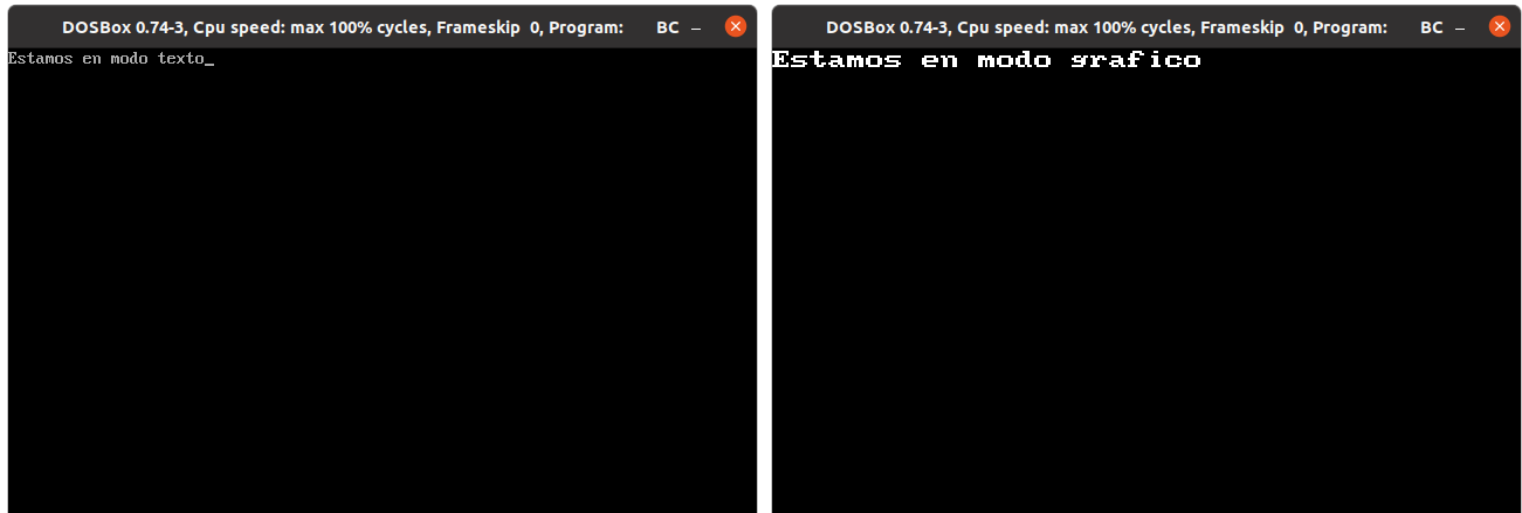 DOSBox 0.74-3, Cpu speed: max 100% cycles, Frameskip 0, Program: BC
Estamos en modo texto_
DOSBox 0.74-3, Cpu speed: max 100% cycles, Frameskip 0, Program: BC
Estamos en modo grafico